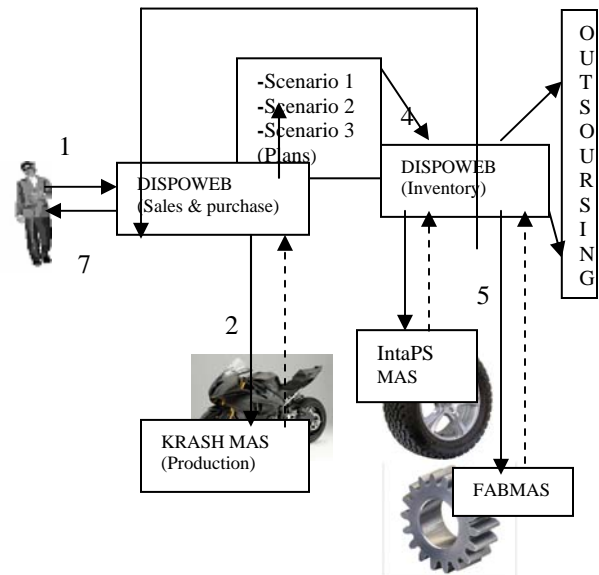 -Scenario 1
-Scenario 2
-Scenario 3
(Plans)
4
OUTSOURSING
1
DISPOWEB
(Sales & purchase)
DISPOWEB
(Inventory)
7
2
5
IntaPS
MAS
KRASH MAS
(Production)
FABMAS